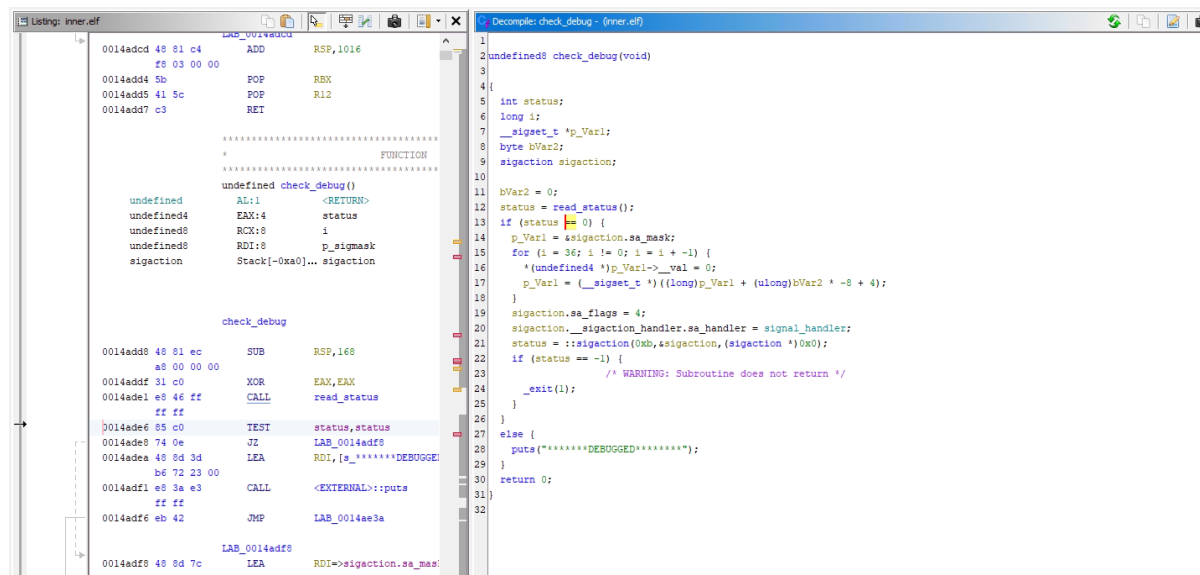 Listing: inner.elf
LAB_0014adcd
0014adcd 48 81 c4 ADD RSP,1016
f8 03 00 00
0014add4 5b POP RBX
0014add5 41 5c POP R12
0014add7 c3 RET
****************************************
* FUNCTION
****************************************
undefined check_debug()
undefined AL:1 <RETURN>
undefined4 EAX:4 status
undefined8 RCX:8 i
undefined8 RDI:8 p_sigmask
sigaction Stack[-0xa0]... sigaction
check_debug
0014add8 48 81 ec SUB RSP,168
a8 00 00 00
0014addf 31 c0 XOR EAX,EAX
0014ade1 e8 46 ff CALL read_status
ff ff
0014ade6 85 c0 TEST status,status
0014ade8 74 0e JZ LAB_0014adf8
0014adea 48 8d 3d LEA RDI,[s_*******DEBUGGE
b6 72 23 00
0014adf1 e8 3a e3 CALL <EXTERNAL>::puts
ff ff
0014adf6 eb 42 JMP LAB_0014ae3a
LAB_0014adf8
0014adf8 48 8d 7c LEA RDI=>sigaction.sa_mas
Decompile: check_debug - (inner.elf)
1
2 undefined8 check_debug(void)
3
4 {
5 int status;
6 long i;
7 __sigset_t *p_Var1;
8 byte bVar2;
9 sigaction sigaction;
10
11 bVar2 = 0;
12 status = read_status();
13 if (status == 0) {
14 p_Var1 = &sigaction.sa_mask;
15 for (i = 36; i != 0; i = i + -1) {
16 *(undefined4 *)p_Var1->__val = 0;
17 p_Var1 = (__sigset_t *)((long)p_Var1 + (ulong)bVar2 * -8 + 4);
18 }
19 sigaction.sa_flags = 4;
20 sigaction.__sigaction_handler.sa_handler = signal_handler;
21 status = ::sigaction(0xb,&sigaction,(sigaction *)0x0);
22 if (status == -1) {
23 /* WARNING: Subroutine does not return */
24 _exit(1);
25 }
26 }
27 else {
28 puts("*******DEBUGGED********");
29 }
30 return 0;
31 }
32